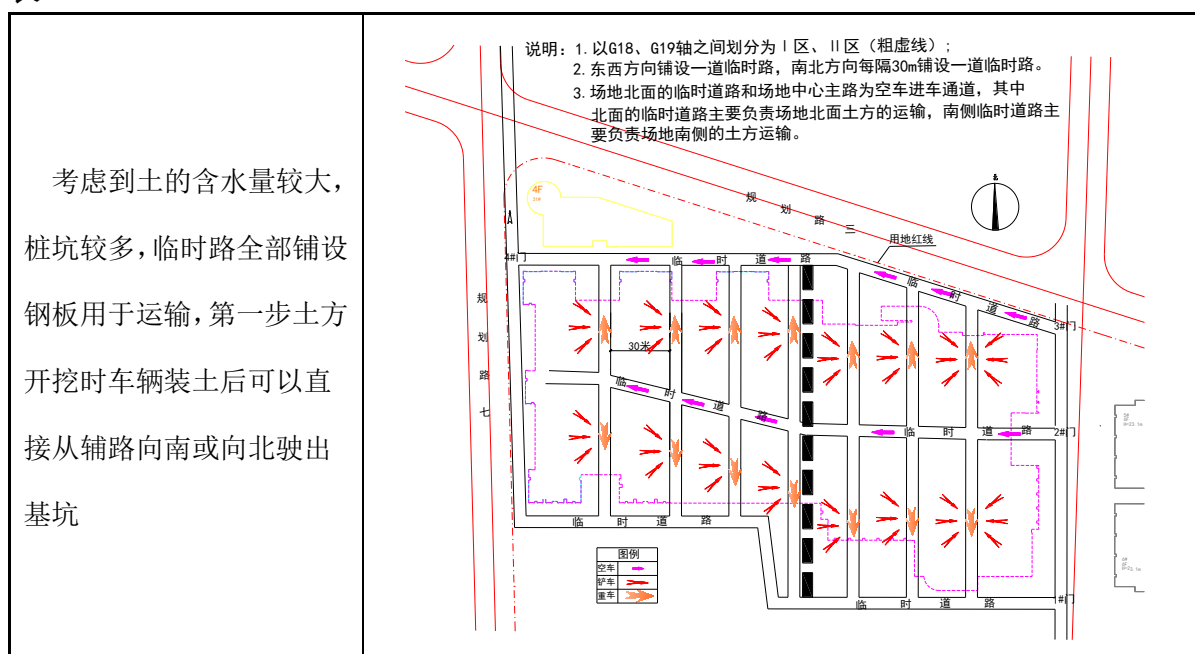 考虑到土的含水量较大，
桩坑较多，临时路全部铺设
钢板用于运输，第一步土方
开挖时车辆装土后可以直
接从辅路向南或向北驶出
基坑
说明：1. 以G18、G19轴之间划分为Ⅰ区、Ⅱ区（粗虚线）；
2. 东西方向铺设一道临时路，南北方向每隔30m铺设一道临时路。
3. 场地北面的临时道路和场地中心主路为空车进车通道，其中
北面的临时道路主要负责场地北面土方的运输，南侧临时道路主
要负责场地南侧的土方运输。
4F
规划路三
用地红线
A
4#门
临时道路
临时道路
3#门
规划路七
30米
临时道路
临时道路
2#门
临时道路
临时道路
1#门
图例
空车
铲车
重车